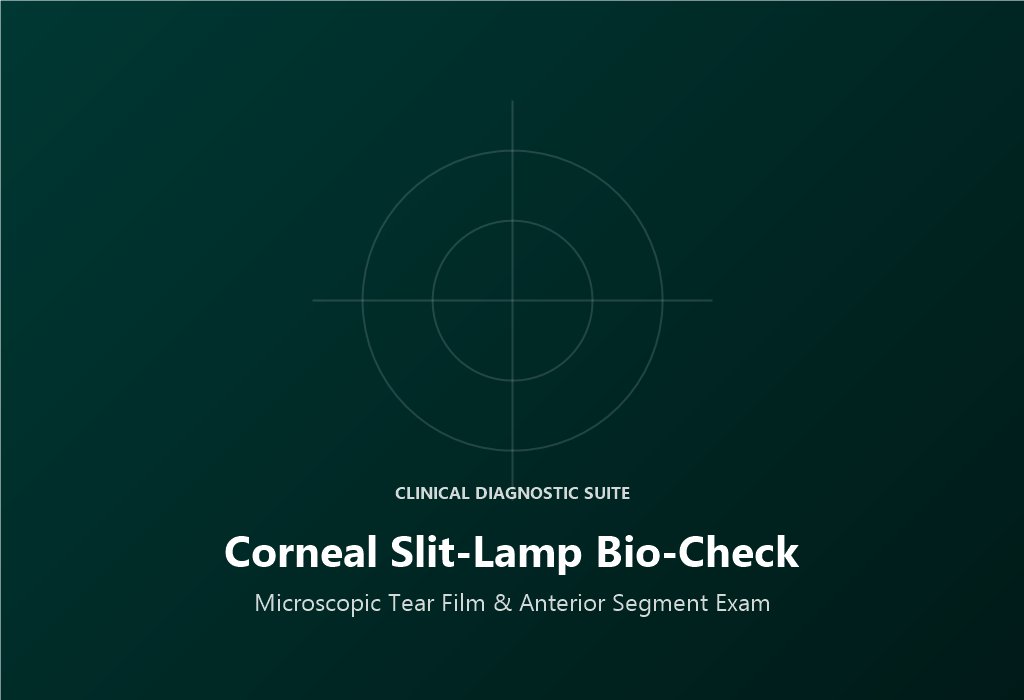 CLINICAL DIAGNOSTIC SUITE
Corneal Slit-Lamp Bio-Check
Microscopic Tear Film & Anterior Segment Exam